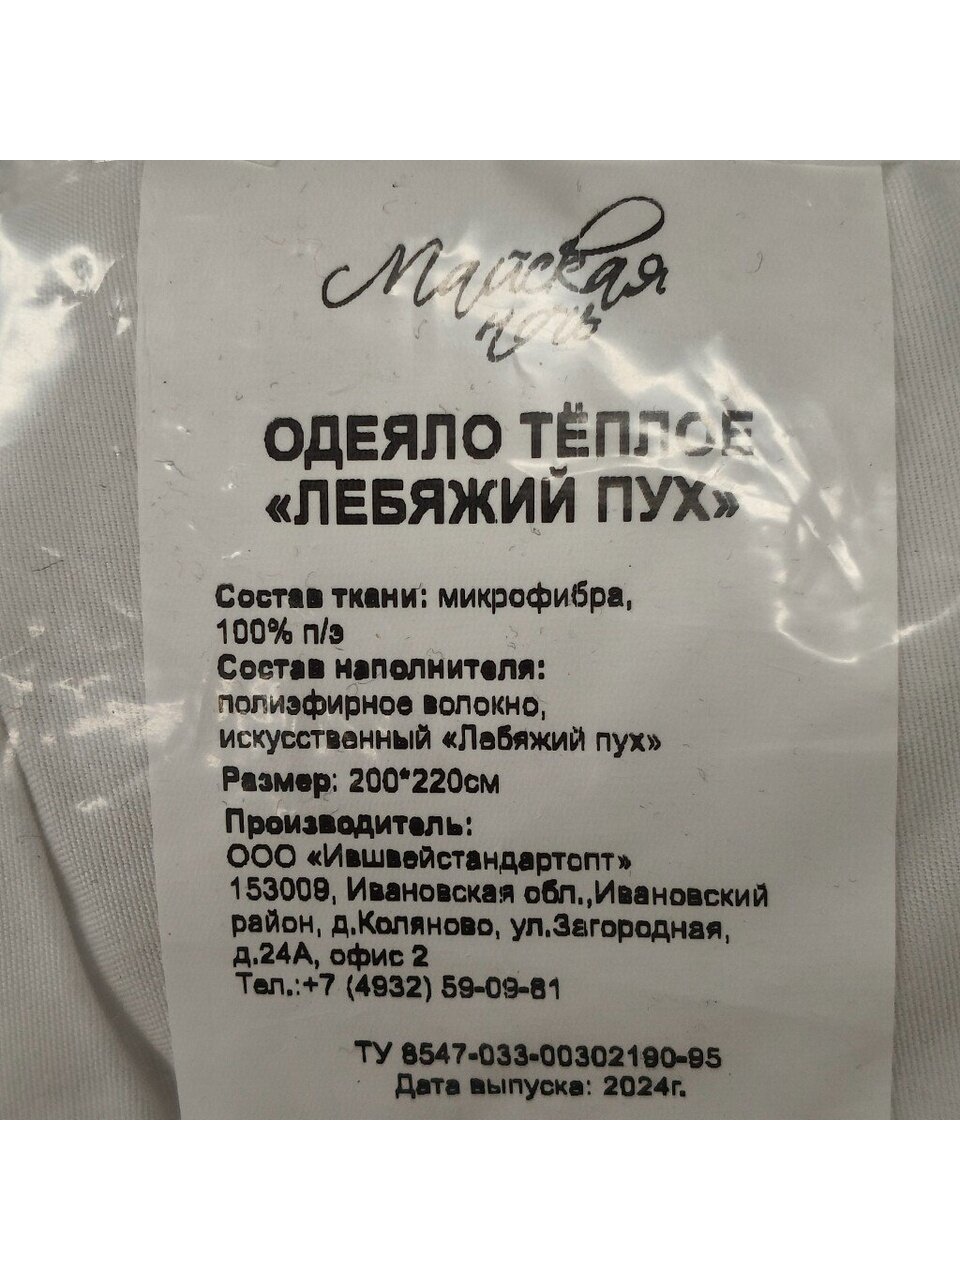 Майская
ночь
ОДЕЯЛО ТЁПЛОЕ
«ЛЕБЯЖИЙ ПУХ»
Состав ткани: микрофибра,
100% п/э
Состав наполнителя:
полиэфирное волокно,
искусственный «Лебяжий пух»
Размер: 200*220см
Производитель:
ООО «Ившвейстандартопт»
153009, Ивановская обл.,Ивановский
район, д.Коляново, ул.Загородная,
д.24А, офис 2
Тел.:+7 (4932) 59-09-81
ТУ 8547-033-00302190-95
Дата выпуска: 2024г.